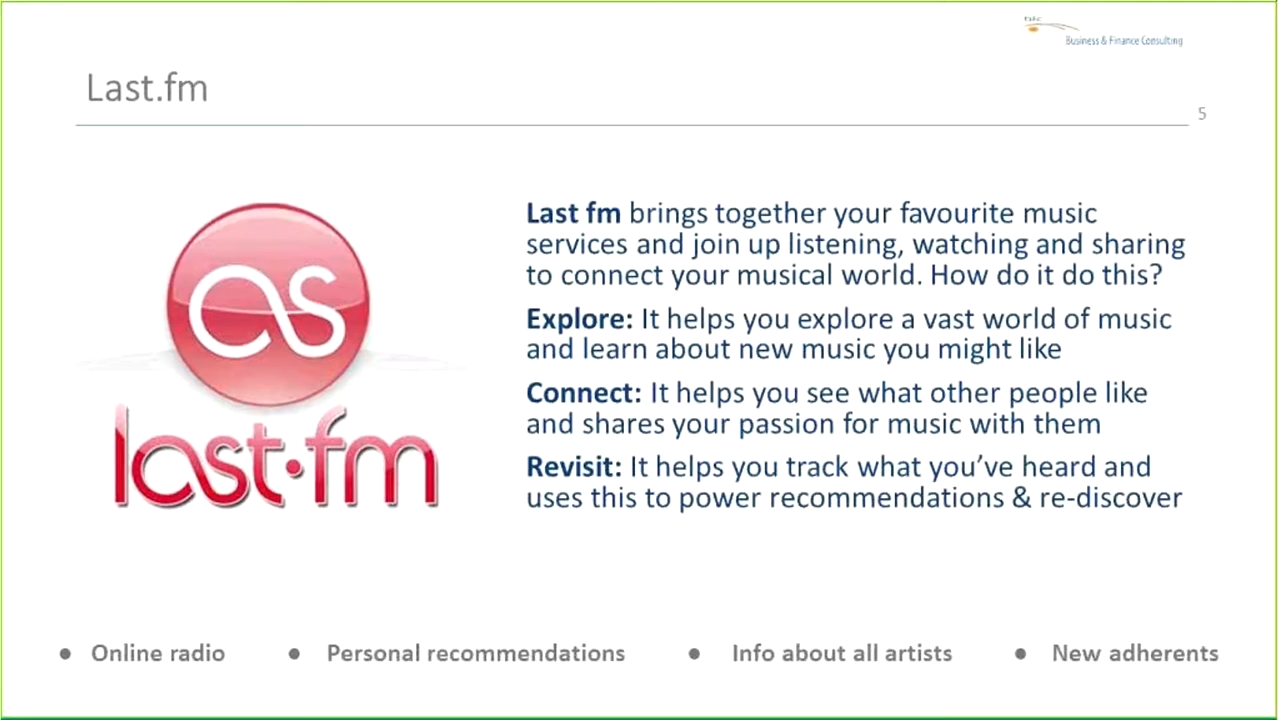 bfc
Business & Finance Consulting
Last.fm
5
Last fm brings together your favourite music
services and join up listening, watching and sharing
to connect your musical world. How do it do this?
Explore: It helps you explore a vast world of music
and learn about new music you might like
Connect: It helps you see what other people like
and shares your passion for music with them
Revisit: It helps you track what you've heard and
uses this to power recommendations & re-discover
as
last.fm
● Online radio ● Personal recommendations ● Info about all artists ● New adherents